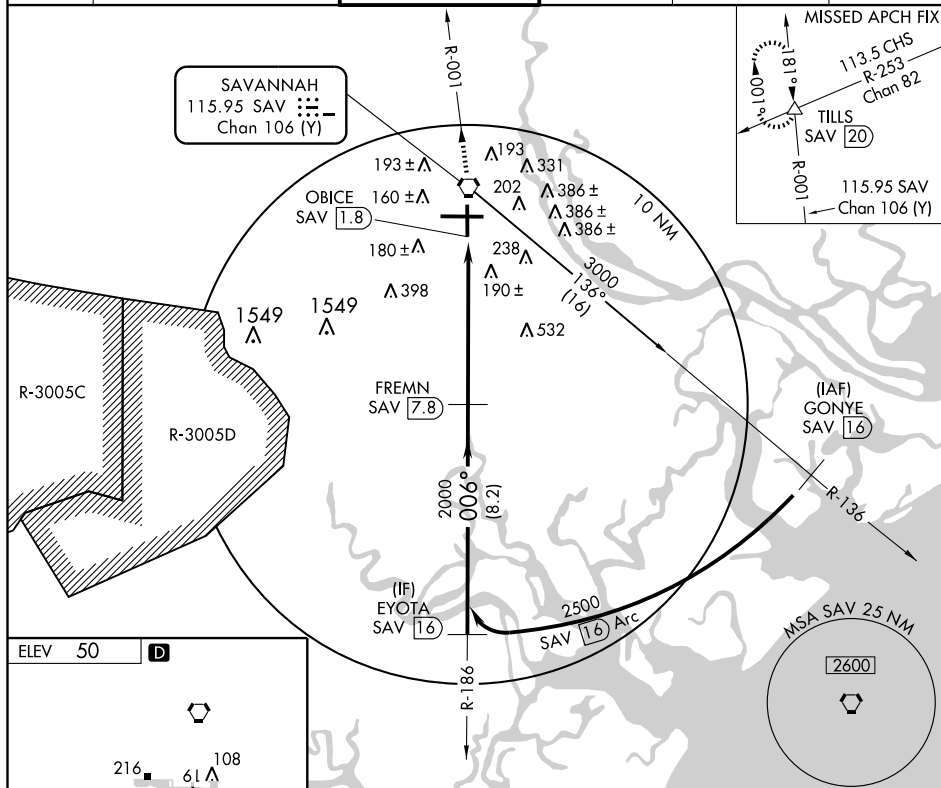 MISSED APCH FIX
181°
001°
113.5 CHS
R-253
Chan 82
TILLS
SAV 20
R-001
115.95 SAV
Chan 106 (Y)
R-001
SAVANNAH
115.95 SAV
Chan 106 (Y)
193
193 ±
331
OBICE
SAV 1.8
160 ±
202
386 ±
386 ±
386 ±
10 NM
180 ±
238
190 ±
3000
136°
(16)
398
1549
1549
532
R-3005C
R-3005D
FREMN
SAV 7.8
(IAF)
GONYE
SAV 16
R-136
2000
006°
(8.2)
(IF)
EYOTA
SAV 16
2500
SAV 16 Arc
R-186
MSA SAV 25 NM
2600
ELEV 50 D
216
19
108